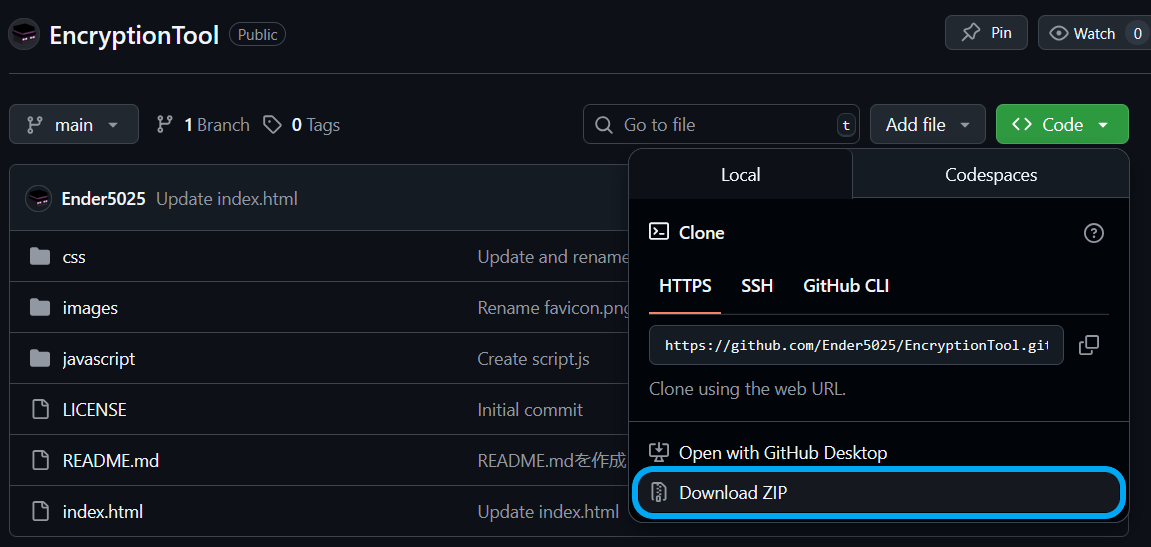 EncryptionTool Public Pin Watch 0
main 1 Branch 0 Tags Go to file t Add file Code
Local Codespaces
Ender5025 Update index.html
Clone
css Update and rename
HTTPS SSH GitHub CLI
images Rename favicon.png
https://github.com/Ender5025/EncryptionTool.git
javascript Create script.js
Clone using the web URL.
LICENSE Initial commit
Open with GitHub Desktop
README.md README.mdを作成
Download ZIP
index.html Update index.html